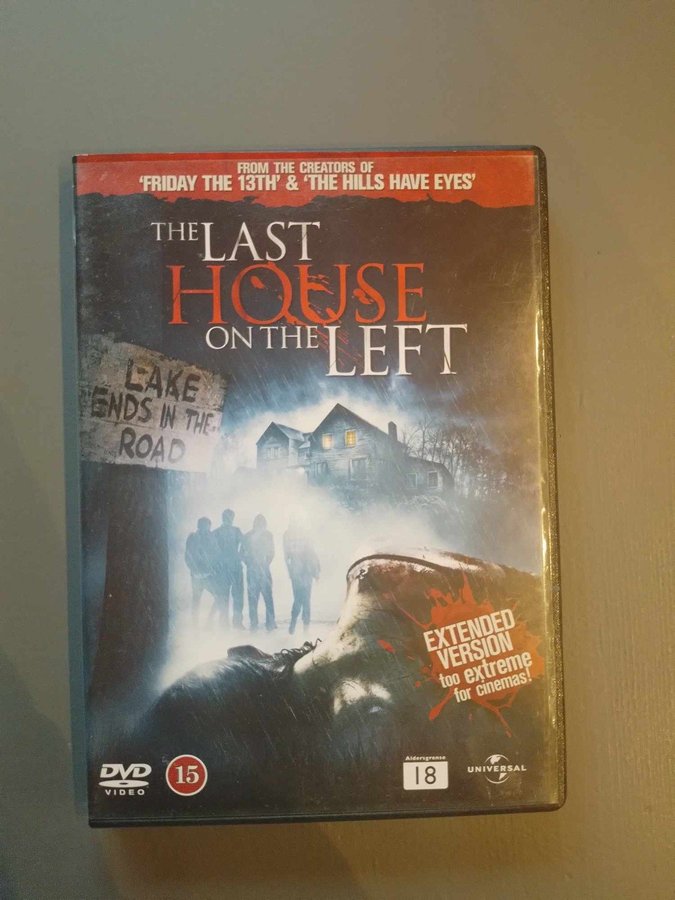 FROM THE CREATORS OF
'FRIDAY THE 13TH' & 'THE HILLS HAVE EYES'
THE LAST
HOUSE
ON THE LEFT
LAKE
ENDS IN THE
ROAD
EXTENDED
VERSION
too extreme
for cinemas!
DVD
VIDEO
15
Aldersgrense
18
UNIVERSAL